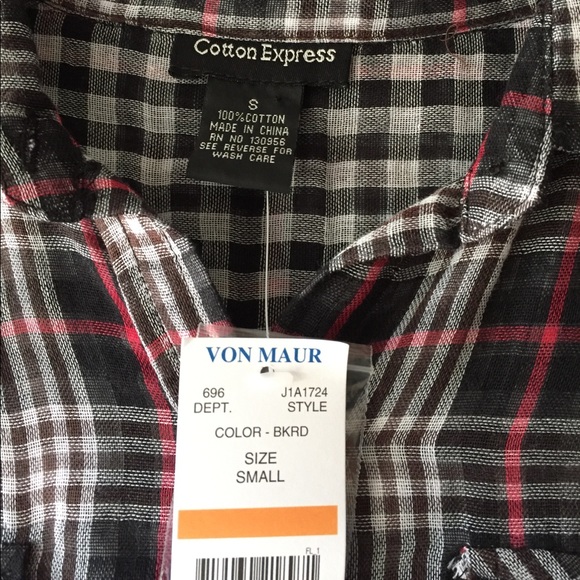 Cotton Express
S
100% COTTON
MADE IN CHINA
RN NO 130956
SEE REVERSE FOR
WASH CARE
VON MAUR
696 J1A1724
DEPT. STYLE
COLOR - BKRD
SIZE
SMALL
FL_1